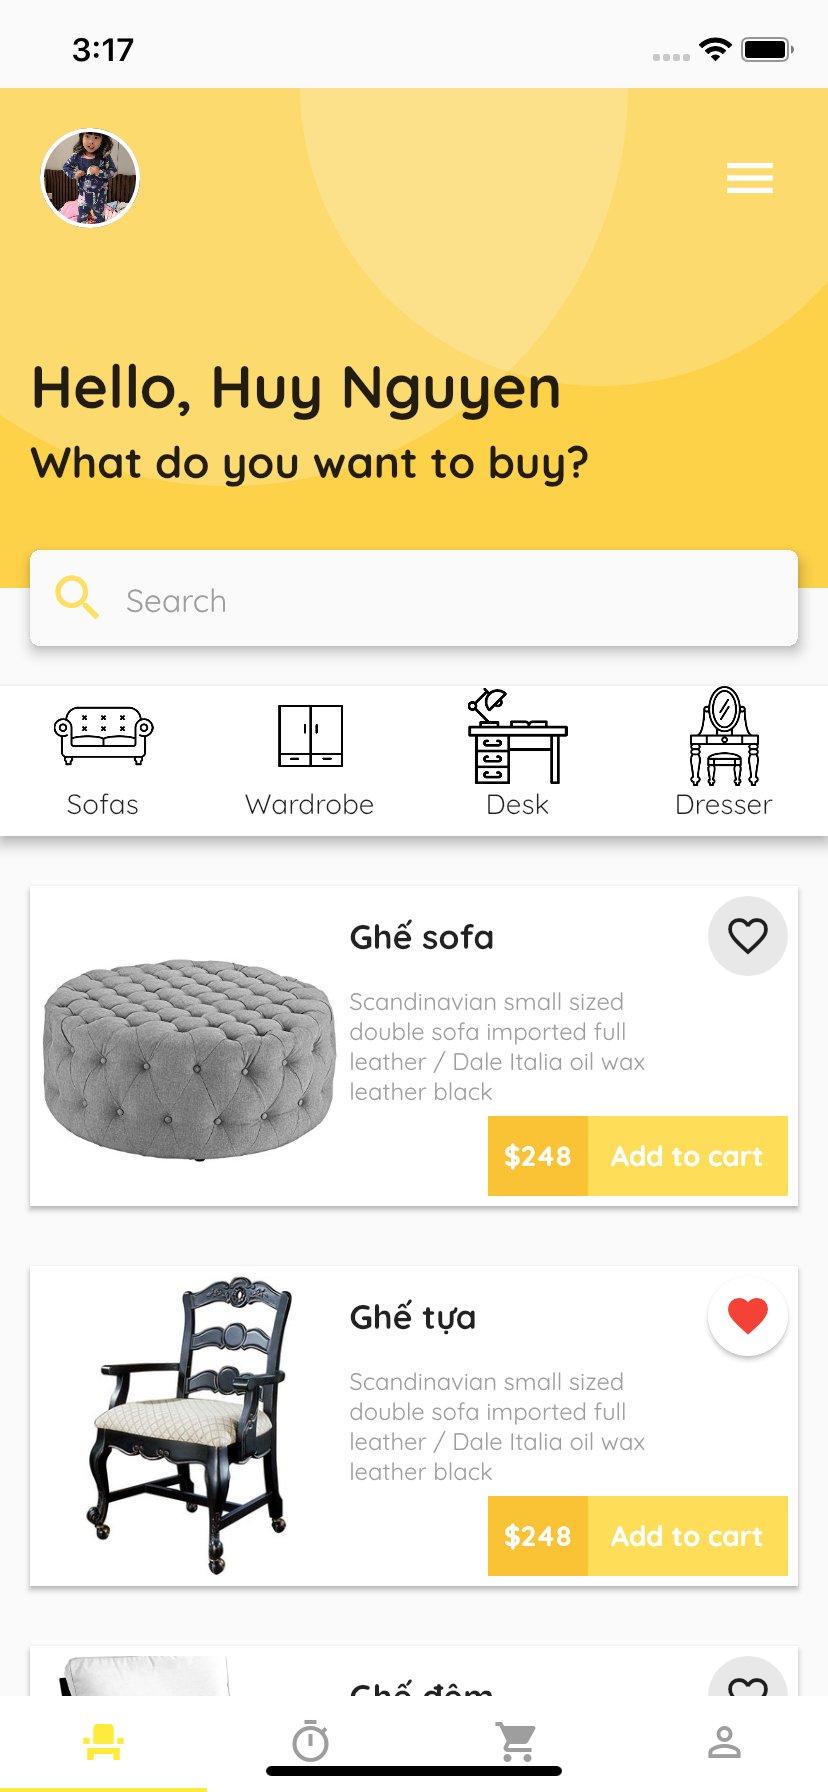 3:17
Hello, Huy Nguyen
What do you want to buy?
Search
Sofas
Wardrobe
Desk
Dresser
Ghế sofa
Scandinavian small sized
double sofa imported full
leather / Dale Italia oil wax
leather black
$248
Add to cart
Ghế tựa
Scandinavian small sized
double sofa imported full
leather / Dale Italia oil wax
leather black
$248
Add to cart
Ghế đệm